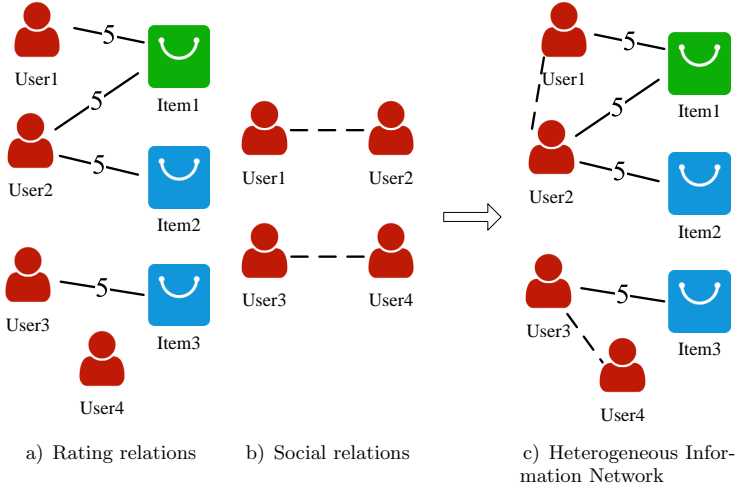 5
User1
Item1
5
5
User2
Item2
5
User3
Item3
User4
a) Rating relations
User1
User2
User3
User4
b) Social relations
5
User1
Item1
5
5
User2
Item2
5
User3
Item3
User4
c) Heterogeneous Infor-
mation Network